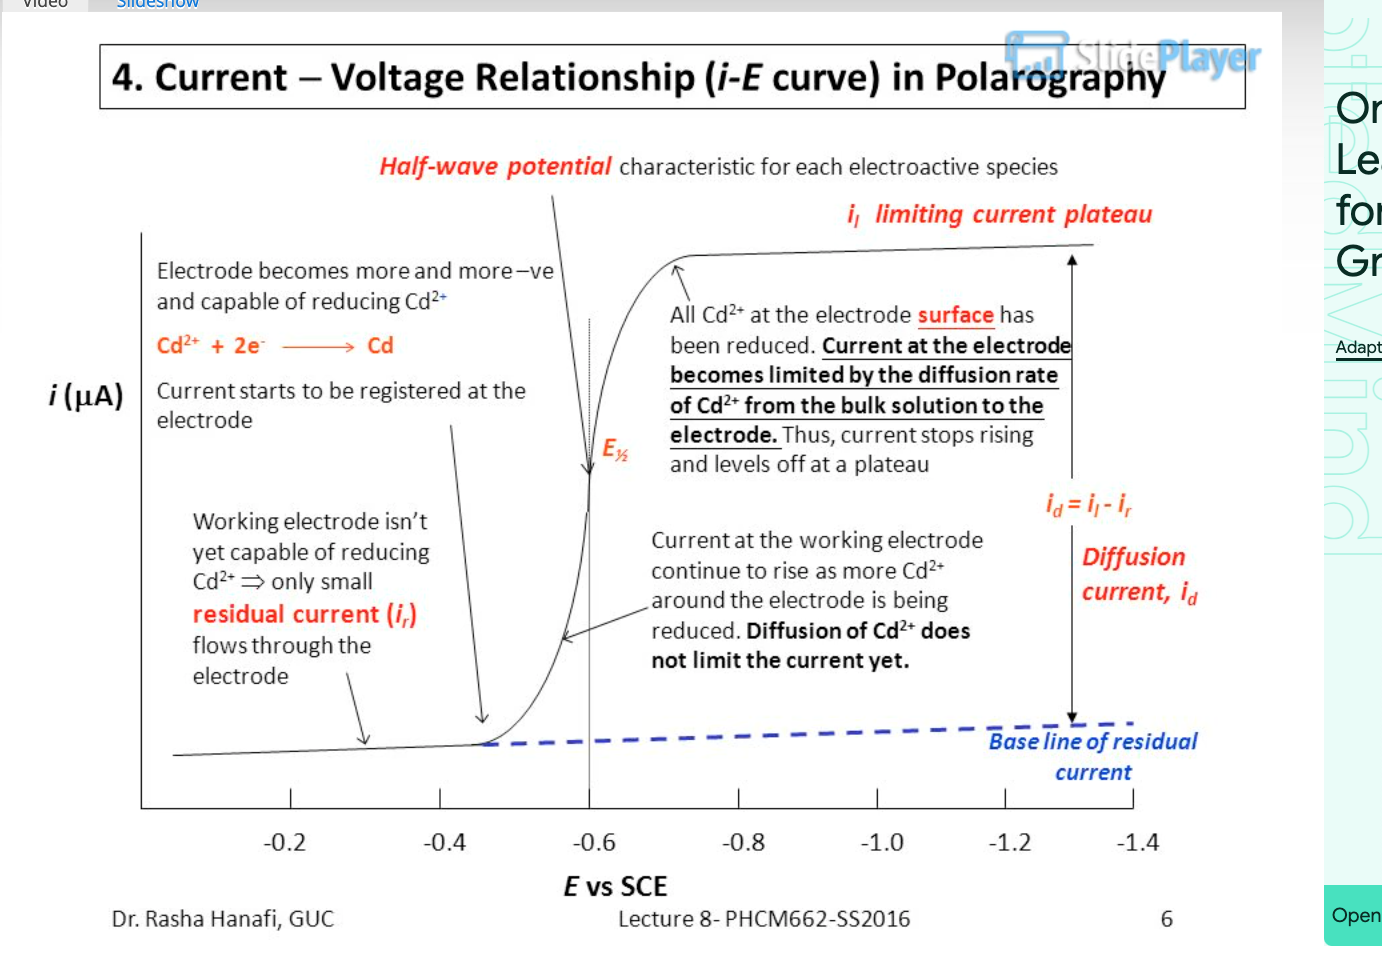 Video Slideshow
SlidePlayer
4. Current – Voltage Relationship (i-E curve) in Polarography
Half-wave potential characteristic for each electroactive species
iₗ limiting current plateau
Electrode becomes more and more –ve
and capable of reducing Cd²⁺
Cd²⁺ + 2e⁻ ⟶ Cd
Current starts to be registered at the
electrode
i (µA)
All Cd²⁺ at the electrode surface has
been reduced. Current at the electrode
becomes limited by the diffusion rate
of Cd²⁺ from the bulk solution to the
electrode. Thus, current stops rising
and levels off at a plateau
E½
Working electrode isn't
yet capable of reducing
Cd²⁺ ⇒ only small
residual current (iᵣ)
flows through the
electrode
Current at the working electrode
continue to rise as more Cd²⁺
around the electrode is being
reduced. Diffusion of Cd²⁺ does
not limit the current yet.
i_d = iₗ - iᵣ
Diffusion
current, i_d
Base line of residual
current
-0.2 -0.4 -0.6 -0.8 -1.0 -1.2 -1.4
E vs SCE
Dr. Rasha Hanafi, GUC Lecture 8- PHCM662-SS2016 6
Adapt
Open